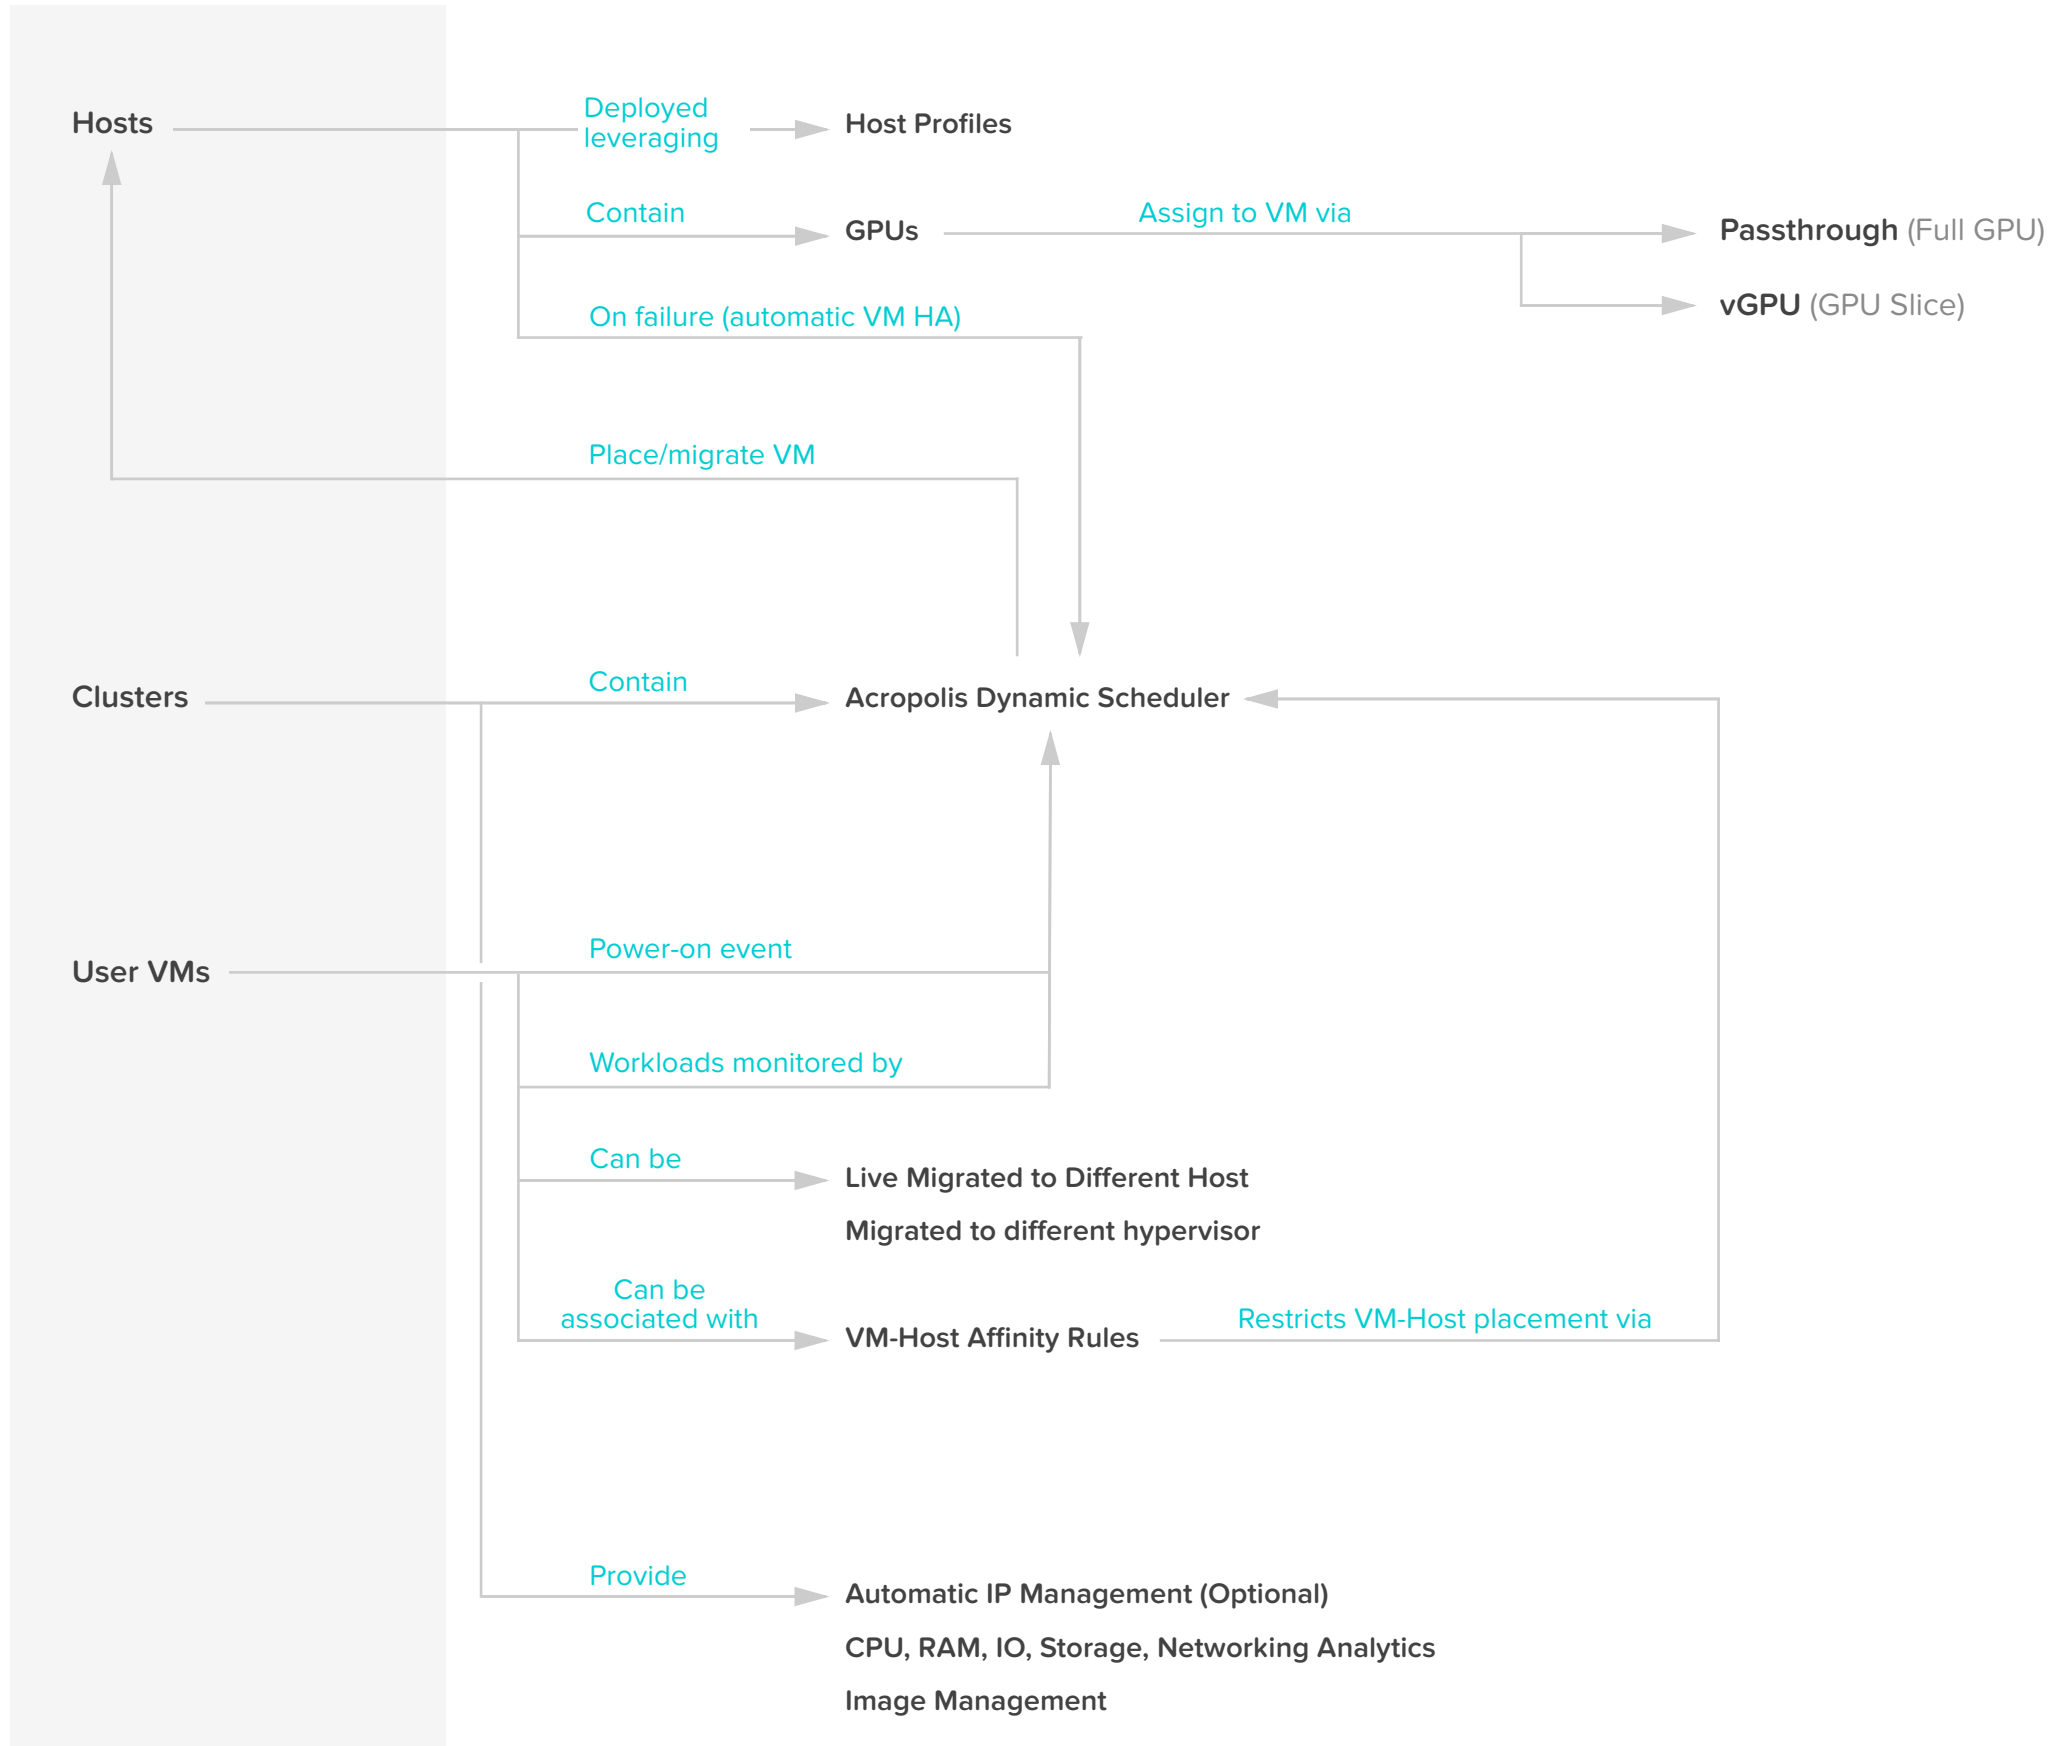 Hosts
Deployed
leveraging
Host Profiles
Contain
GPUs
Assign to VM via
Passthrough (Full GPU)
vGPU (GPU Slice)
On failure (automatic VM HA)
Place/migrate VM
Clusters
Contain
Acropolis Dynamic Scheduler
User VMs
Power-on event
Workloads monitored by
Can be
Live Migrated to Different Host
Migrated to different hypervisor
Can be
associated with
VM-Host Affinity Rules
Restricts VM-Host placement via
Provide
Automatic IP Management (Optional)
CPU, RAM, IO, Storage, Networking Analytics
Image Management